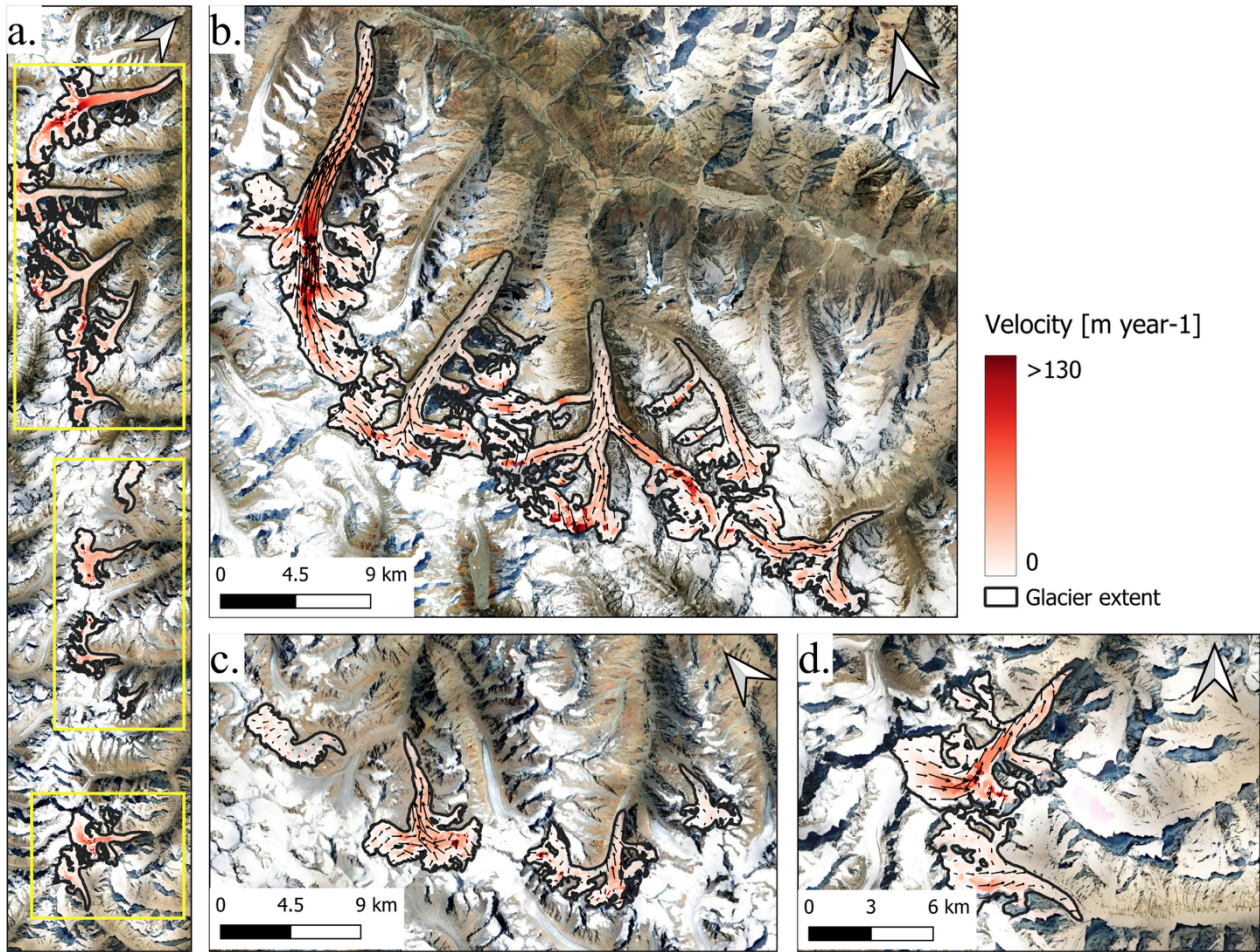 a.
b.
0 4.5 9 km
Velocity [m year-1]
>130
0
Glacier extent
c.
0 4.5 9 km
d.
0 3 6 km